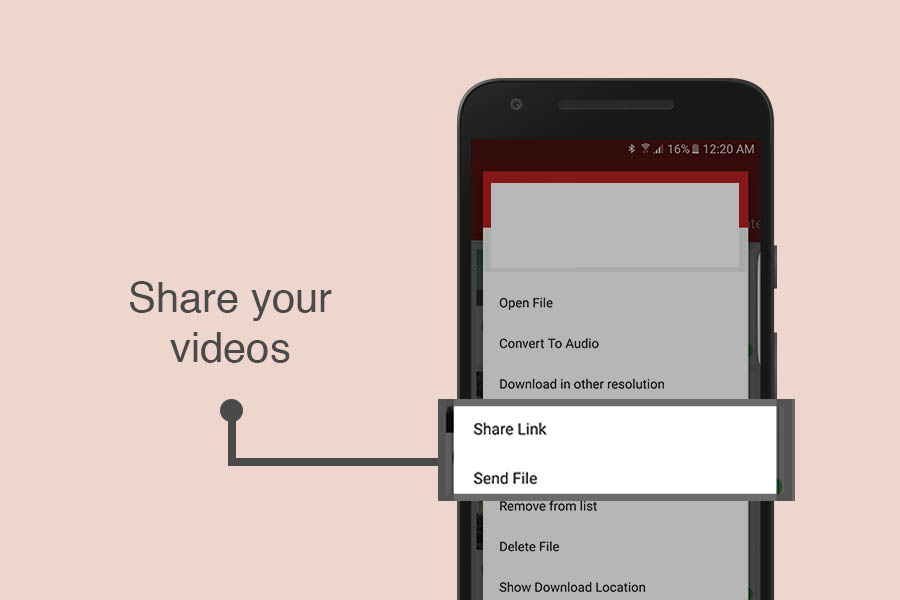 16% 12:20 AM
Open File
Convert To Audio
Download in other resolution
Share your
videos
Share Link
Send File
Remove from list
Delete File
Show Download Location